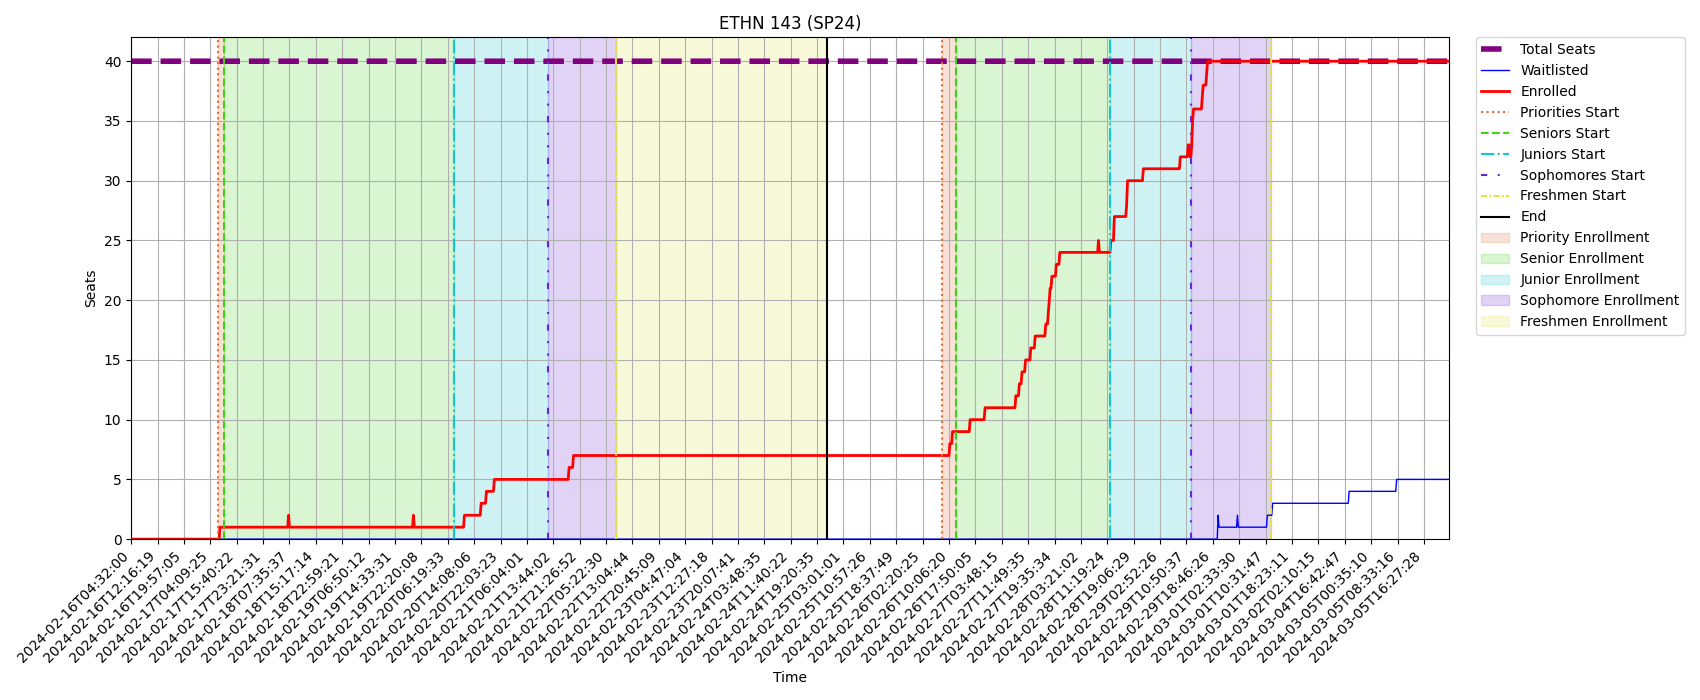 ETHN 143 (SP24)
Seats
40
35
30
25
20
15
10
5
0
2024-02-16T04:32:00
2024-02-16T12:16:19
2024-02-16T19:57:05
2024-02-17T04:09:25
2024-02-17T15:40:22
2024-02-17T23:21:31
2024-02-18T07:35:37
2024-02-18T15:17:14
2024-02-18T22:59:21
2024-02-19T06:50:12
2024-02-19T14:33:31
2024-02-19T22:20:08
2024-02-20T06:19:33
2024-02-20T14:08:06
2024-02-20T22:03:23
2024-02-21T06:04:01
2024-02-21T13:44:02
2024-02-21T21:26:52
2024-02-22T05:22:30
2024-02-22T13:04:44
2024-02-22T20:45:09
2024-02-23T04:47:04
2024-02-23T12:27:18
2024-02-23T20:07:41
2024-02-24T03:48:35
2024-02-24T11:40:22
2024-02-24T19:20:35
2024-02-25T03:01:01
2024-02-25T10:57:26
2024-02-25T18:37:49
2024-02-26T02:20:25
2024-02-26T10:06:20
2024-02-26T17:50:05
2024-02-27T03:48:15
2024-02-27T11:49:35
2024-02-27T19:35:34
2024-02-28T03:21:02
2024-02-28T11:19:24
2024-02-28T19:06:29
2024-02-29T02:52:26
2024-02-29T10:50:37
2024-02-29T18:46:26
2024-03-01T02:33:30
2024-03-01T10:31:47
2024-03-01T18:23:11
2024-03-02T02:10:15
2024-03-04T16:42:47
2024-03-05T00:35:10
2024-03-05T08:33:16
2024-03-05T16:27:28
Time
Total Seats
Waitlisted
Enrolled
Priorities Start
Seniors Start
Juniors Start
Sophomores Start
Freshmen Start
End
Priority Enrollment
Senior Enrollment
Junior Enrollment
Sophomore Enrollment
Freshmen Enrollment